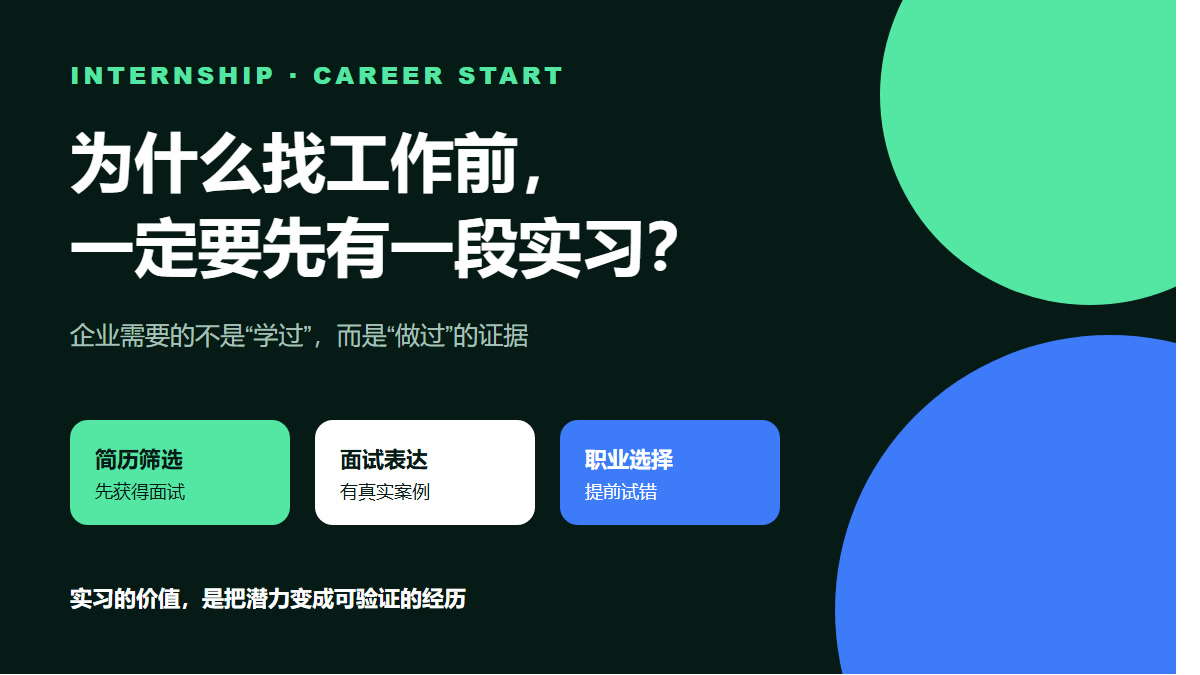 INTERNSHIP · CAREER START
为什么找工作前，
一定要先有一段实习？
企业需要的不是“学过”，而是“做过”的证据
简历筛选
先获得面试
面试表达
有真实案例
职业选择
提前试错
实习的价值，是把潜力变成可验证的经历